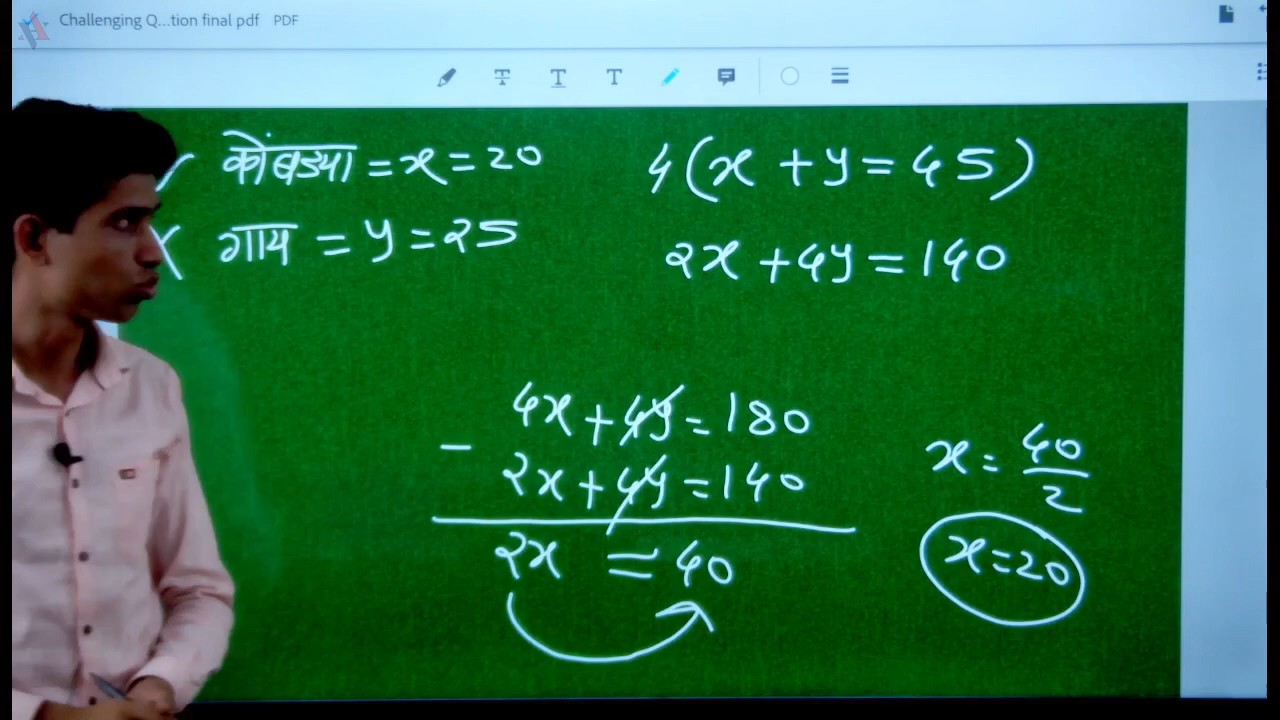 Challenging Q...tion final pdf PDF
कोंबड्या = x = 20
गाय = y = 25
4(x + y = 45)
2x + 4y = 140
4x + 4y = 180
- 2x + 4y = 140
2x = 40
x = 40/2
x = 20